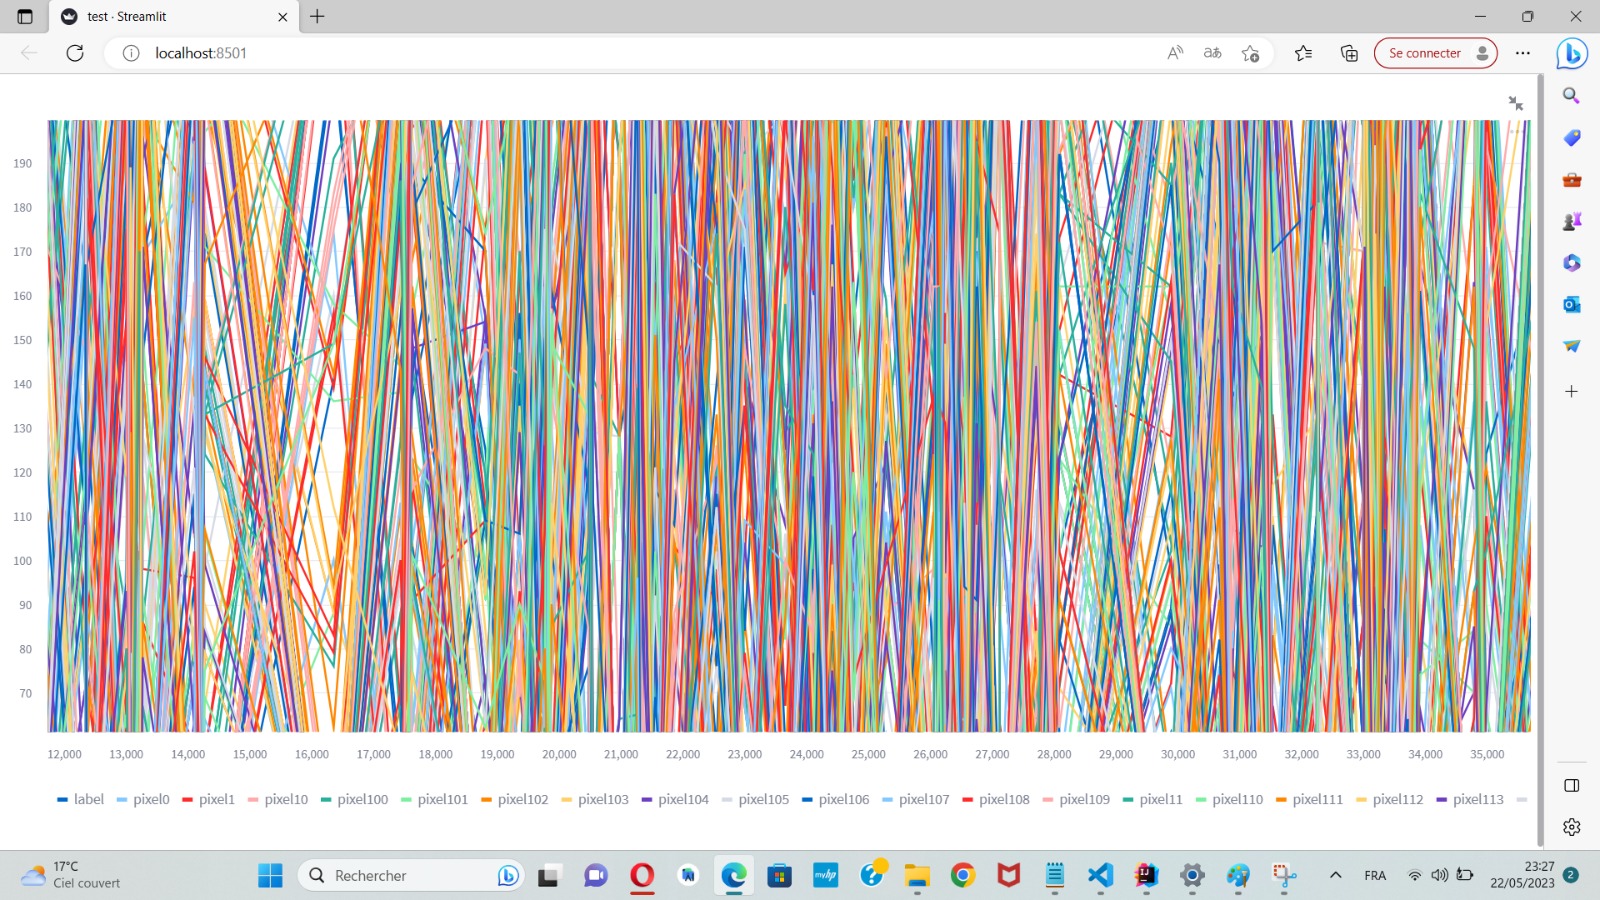 test · Streamlit
localhost:8501
Se connecter
190
180
170
160
150
140
130
120
110
100
90
80
70
12,000 13,000 14,000 15,000 16,000 17,000 18,000 19,000 20,000 21,000 22,000 23,000 24,000 25,000 26,000 27,000 28,000 29,000 30,000 31,000 32,000 33,000 34,000 35,000
label pixel0 pixel1 pixel10 pixel100 pixel101 pixel102 pixel103 pixel104 pixel105 pixel106 pixel107 pixel108 pixel109 pixel11 pixel110 pixel111 pixel112 pixel113
17°C
Ciel couvert
Rechercher
FRA
23:27
22/05/2023
2